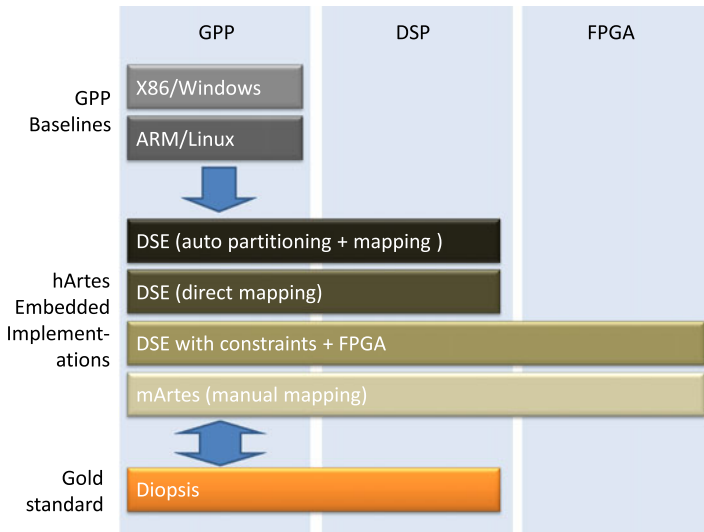 GPP DSP FPGA
GPP
Baselines
X86/Windows
ARM/Linux
hArtes
Embedded
Implement-
ations
DSE (auto partitioning + mapping )
DSE (direct mapping)
DSE with constraints + FPGA
mArtes (manual mapping)
Gold
standard
Diopsis